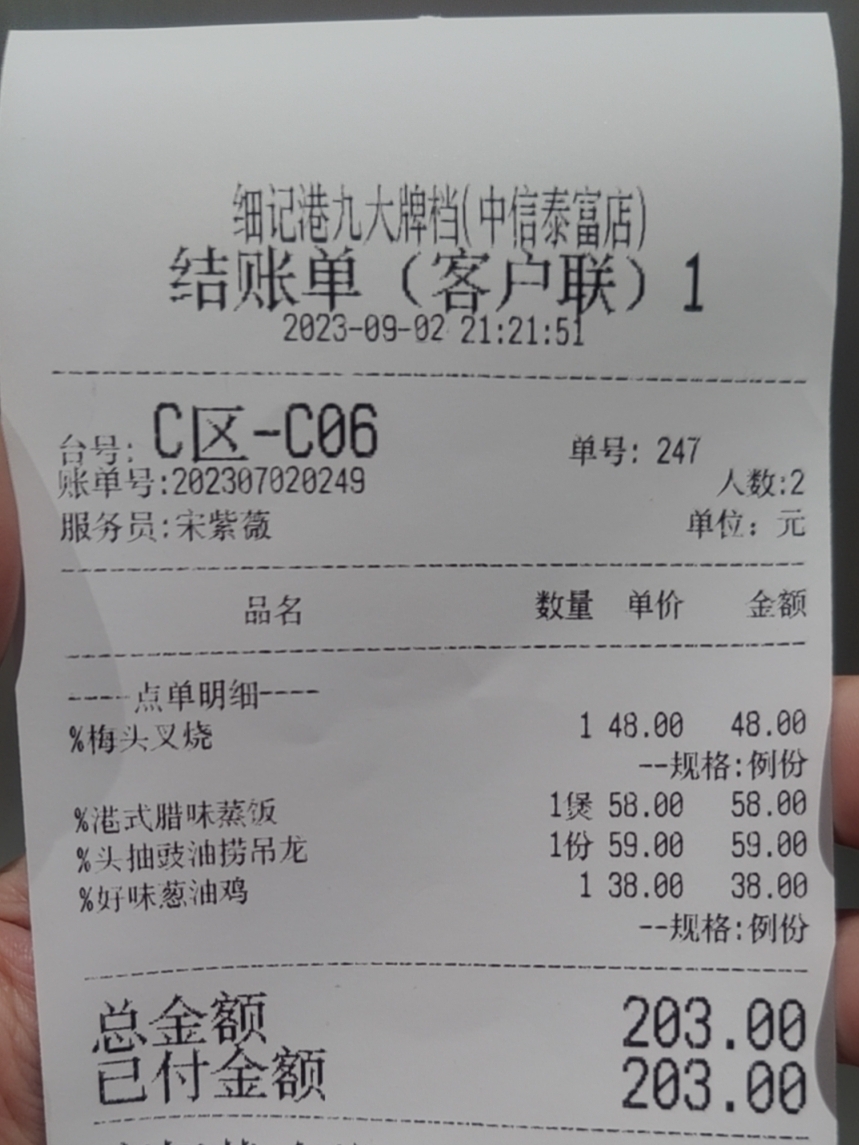 细记港九大牌档(中信泰富店)
结账单（客户联）1
2023-09-02 21:21:51
台号: C区-C06 单号: 247
账单号:202307020249 人数:2
服务员:宋紫薇 单位: 元
品名 数量 单价 金额
----点单明细----
%梅头叉烧 1 48.00 48.00
--规格:例份
%港式腊味蒸饭 1煲 58.00 58.00
%头抽豉油捞吊龙 1份 59.00 59.00
%好味葱油鸡 1 38.00 38.00
--规格:例份
总金额 203.00
已付金额 203.00